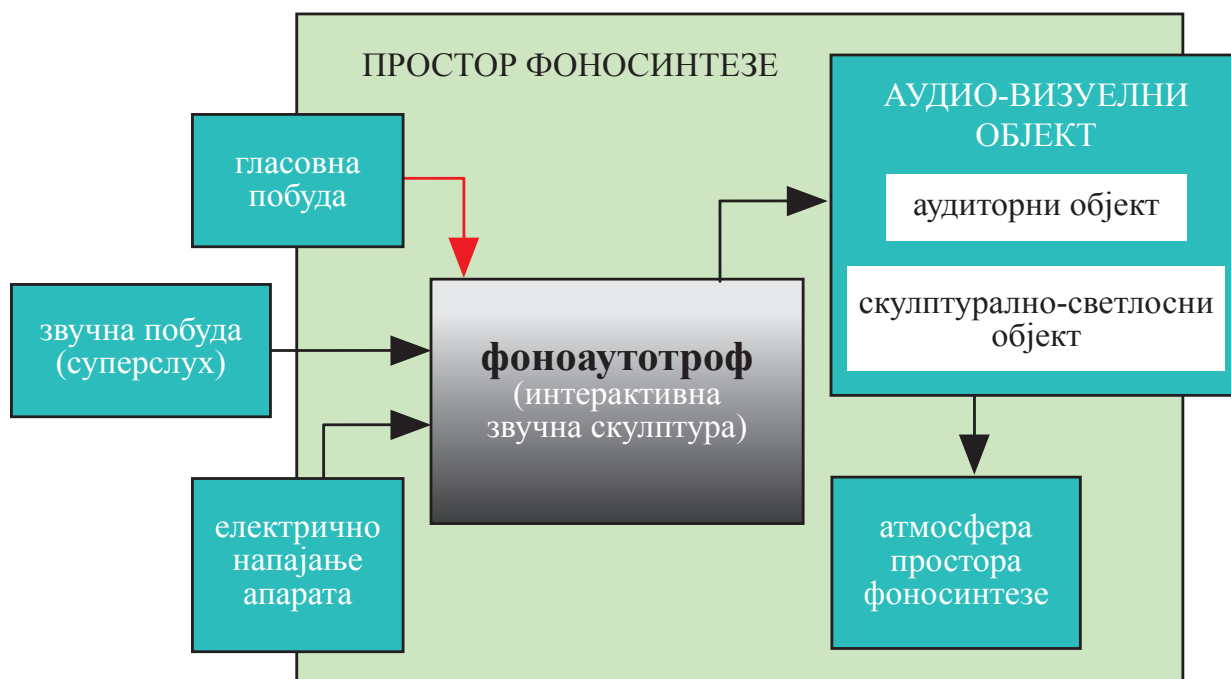 ПРОСТОР ФОНОСИНТЕЗЕ
гласовна
побуда
звучна побуда
(суперслух)
електрично
напајање
апарата
фоноаутотроф
(интерактивна
звучна скулптура)
АУДИО-ВИЗУЕЛНИ
ОБЈЕКТ
аудиторни објект
скулптурално-светлосни
објект
атмосфера
простора
фоносинтезе